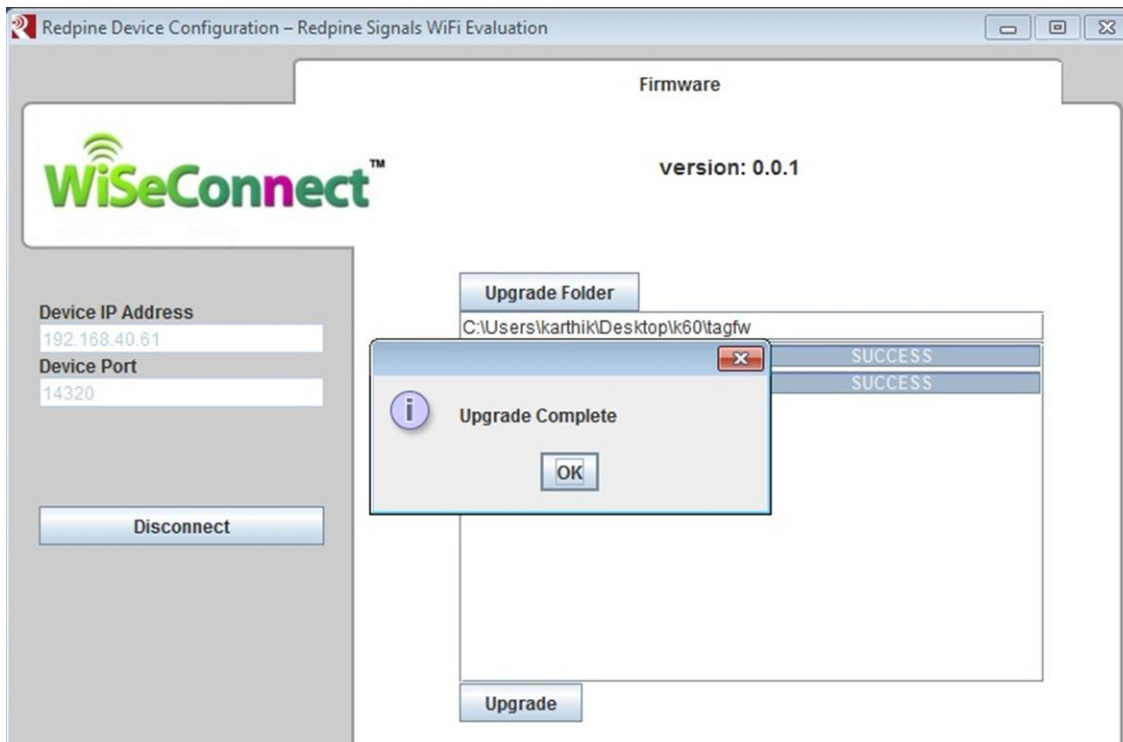 Redpine Device Configuration – Redpine Signals WiFi Evaluation
Firmware
WiSeConnect™
version: 0.0.1
Device IP Address
192.168.40.61
Device Port
14320
Disconnect
Upgrade Folder
C:\Users\karthik\Desktop\k60\tagfw
SUCCESS
SUCCESS
Upgrade Complete
OK
Upgrade